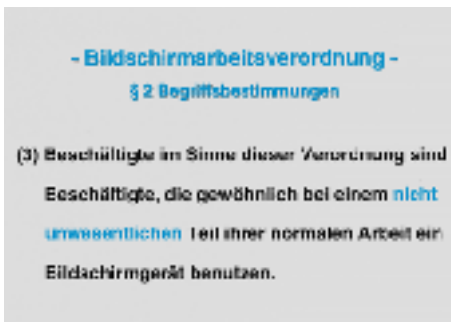 - Bildschirmarbeitsverordnung -
§ 2 Begriffsbestimmungen
(3) Beschäftigte im Sinne dieser Verordnung sind
Beschäftigte, die gewöhnlich bei einem nicht
unwesentlichen Teil ihrer normalen Arbeit ein
Bildschirmgerät benutzen.